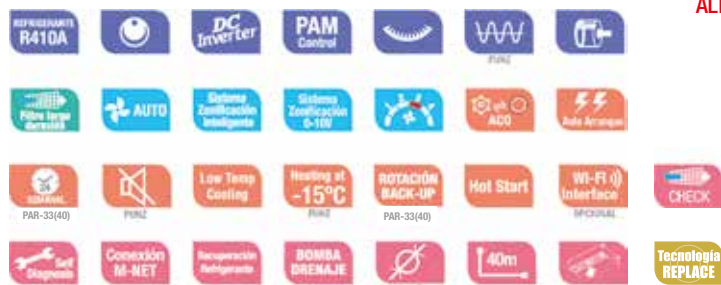 ALI
REFRIGERANTE
R410A
DC
Inverter
PAM
Control
PUHZ
Filtro larga
duración
AUTO
Sistema
Zonificación
Inteligente
Sistema
Zonificación
0-10V
ACO
Auto Arranque
24
SEMANAL
PAR-33(40)
PUHZ
Low Temp
Cooling
Heating at
-15ºC
PUHZ
ROTACIÓN
BACK-UP
PAR-33(40)
Hot Start
WI-FI
Interface
OPCIONAL
CHECK
Self
Diagnosis
Conexión
M-NET
Recuperación
Refrigerante
BOMBA
DRENAJE
40m
Tecnología
REPLACE